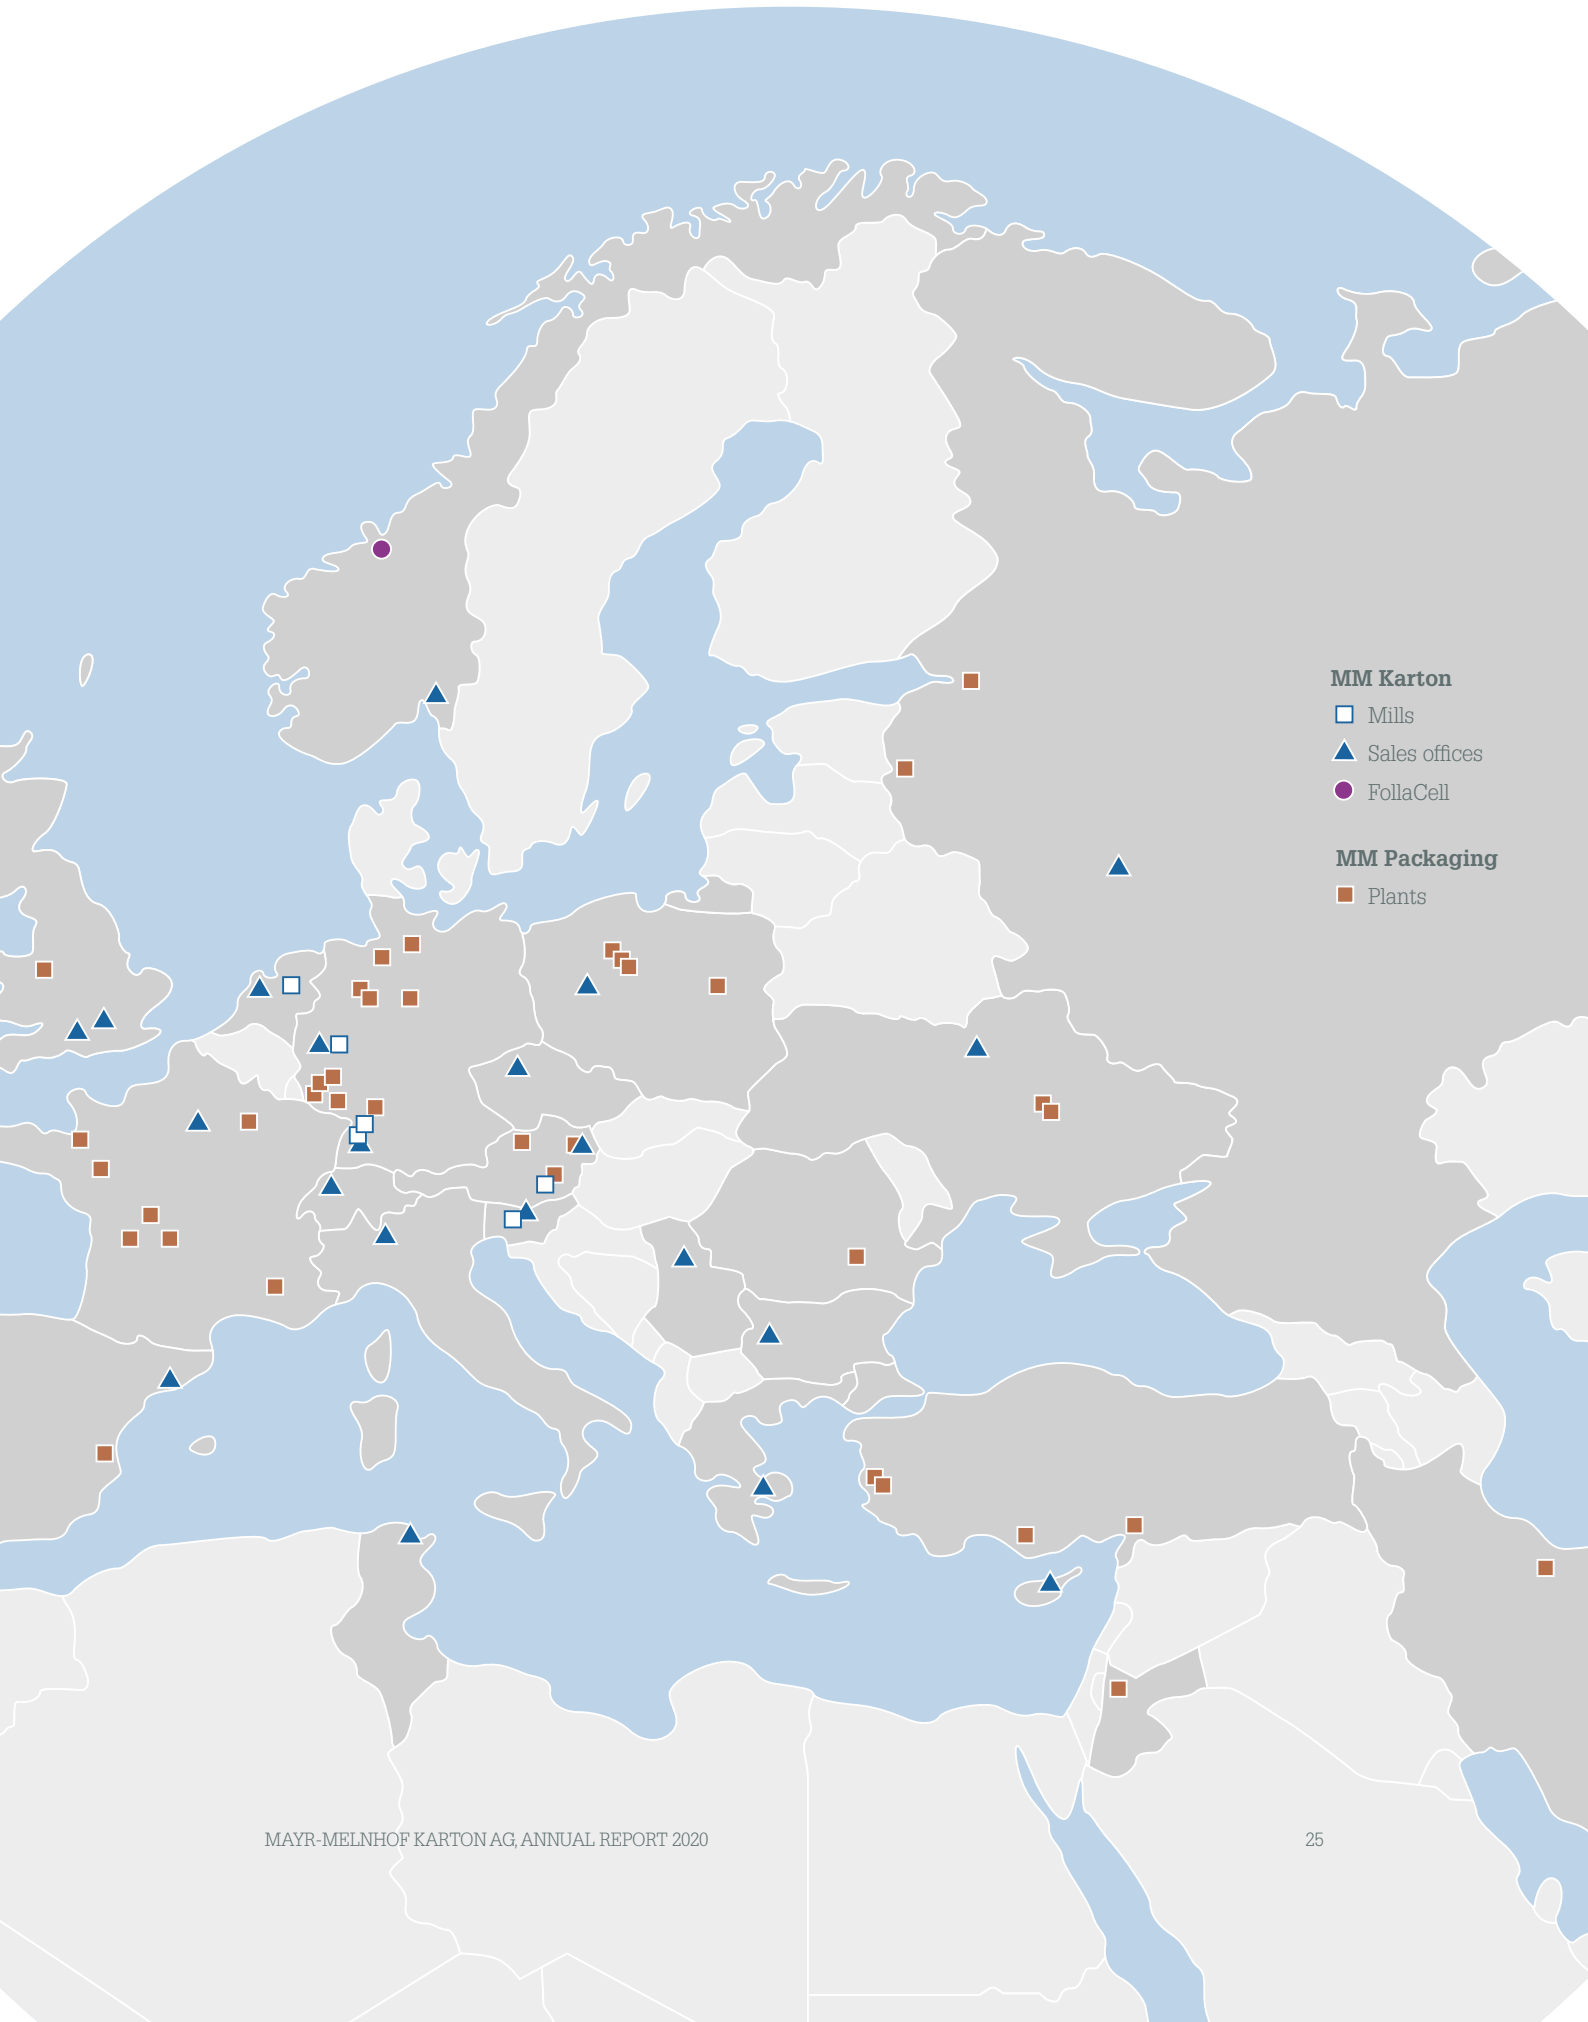 MM Karton
Mills
Sales offices
FollaCell
MM Packaging
Plants
MAYR-MELNHOF KARTON AG, ANNUAL REPORT 2020
25